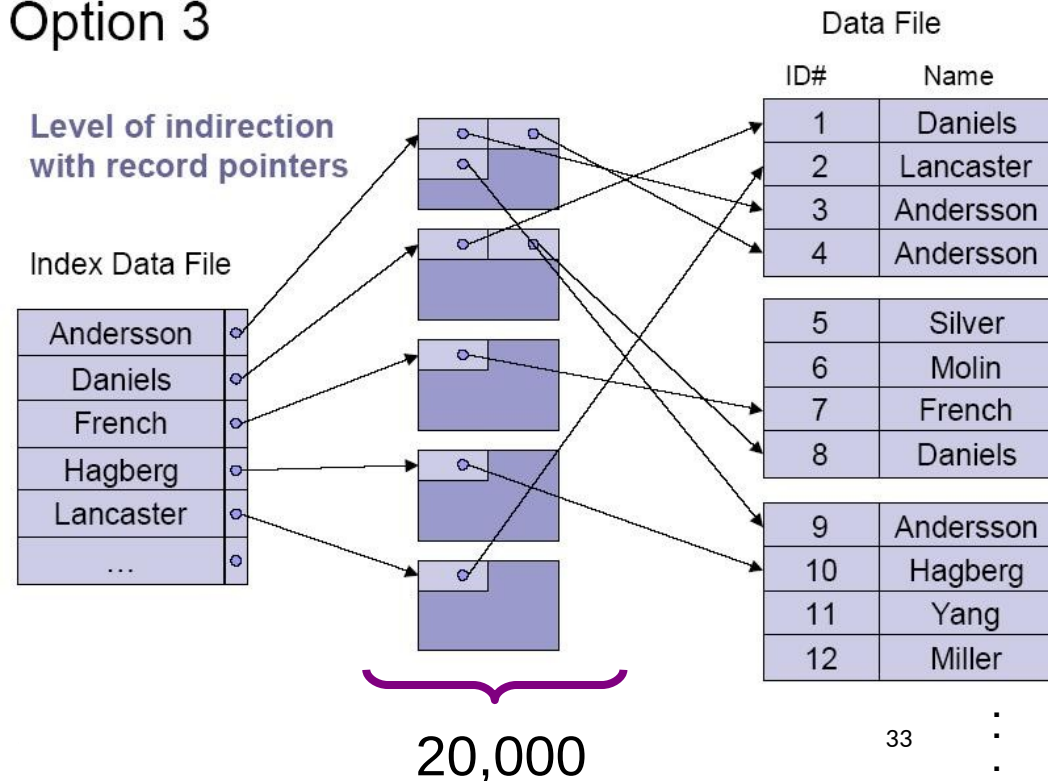 Option 3
Level of indirection
with record pointers
Index Data File
Andersson
Daniels
French
Hagberg
Lancaster
...
20,000
Data File
ID# Name
1 Daniels
2 Lancaster
3 Andersson
4 Andersson
5 Silver
6 Molin
7 French
8 Daniels
9 Andersson
10 Hagberg
11 Yang
12 Miller
33